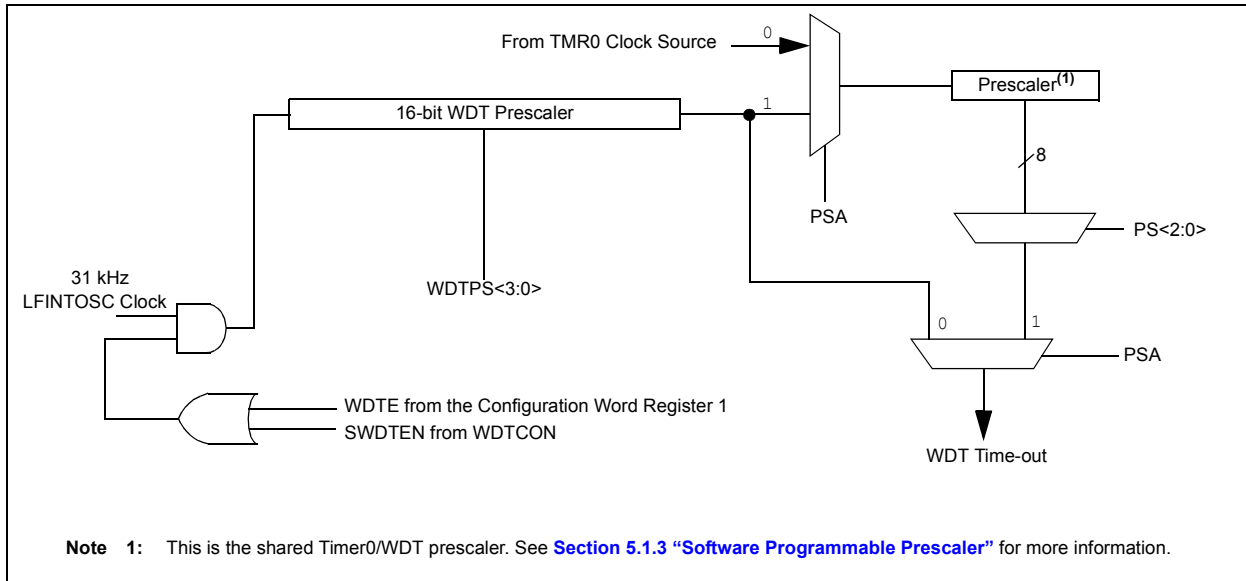 From TMR0 Clock Source
0
Prescaler(1)
16-bit WDT Prescaler
1
8
PSA
PS<2:0>
31 kHz
LFINTOSC Clock
WDTPS<3:0>
0
1
PSA
WDTE from the Configuration Word Register 1
SWDTEN from WDTCON
WDT Time-out
Note 1: This is the shared Timer0/WDT prescaler. See Section 5.1.3 “Software Programmable Prescaler” for more information.